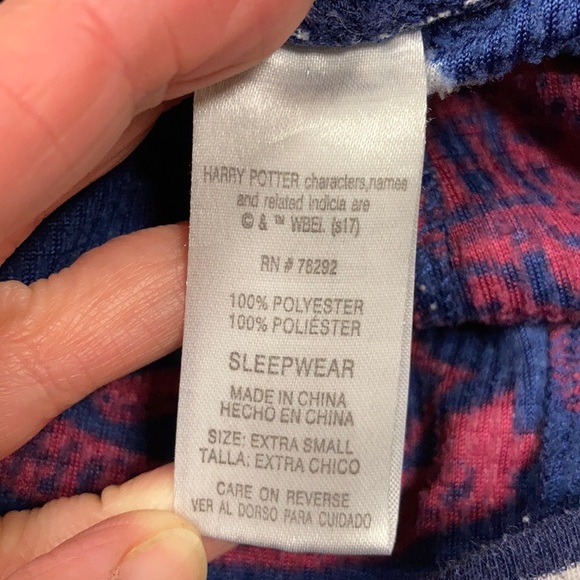 HARRY POTTER characters,names
and related indicia are
© & ™ WBEI. (s17)
RN # 76292
100% POLYESTER
100% POLIÉSTER
SLEEPWEAR
MADE IN CHINA
HECHO EN CHINA
SIZE: EXTRA SMALL
TALLA: EXTRA CHICO
CARE ON REVERSE
VER AL DORSO PARA CUIDADO